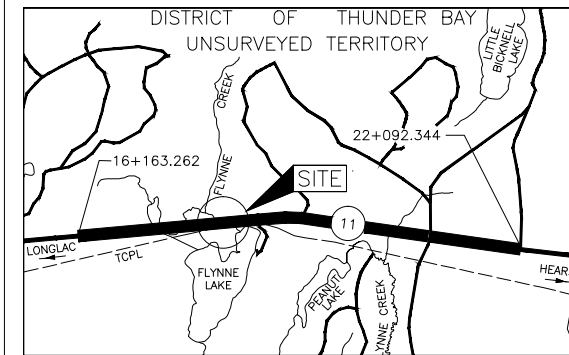 DISTRICT OF THUNDER BAY
UNSURVEYED TERRITORY
LITTLE
BICKNELL
LAKE
CREEK
FLYNNE
22+092.344
16+163.262
SITE
11
LONGLAC
TCPL
FLYNNE
LAKE
PEANUT
LAKE
YNNE CREEK
HEARS